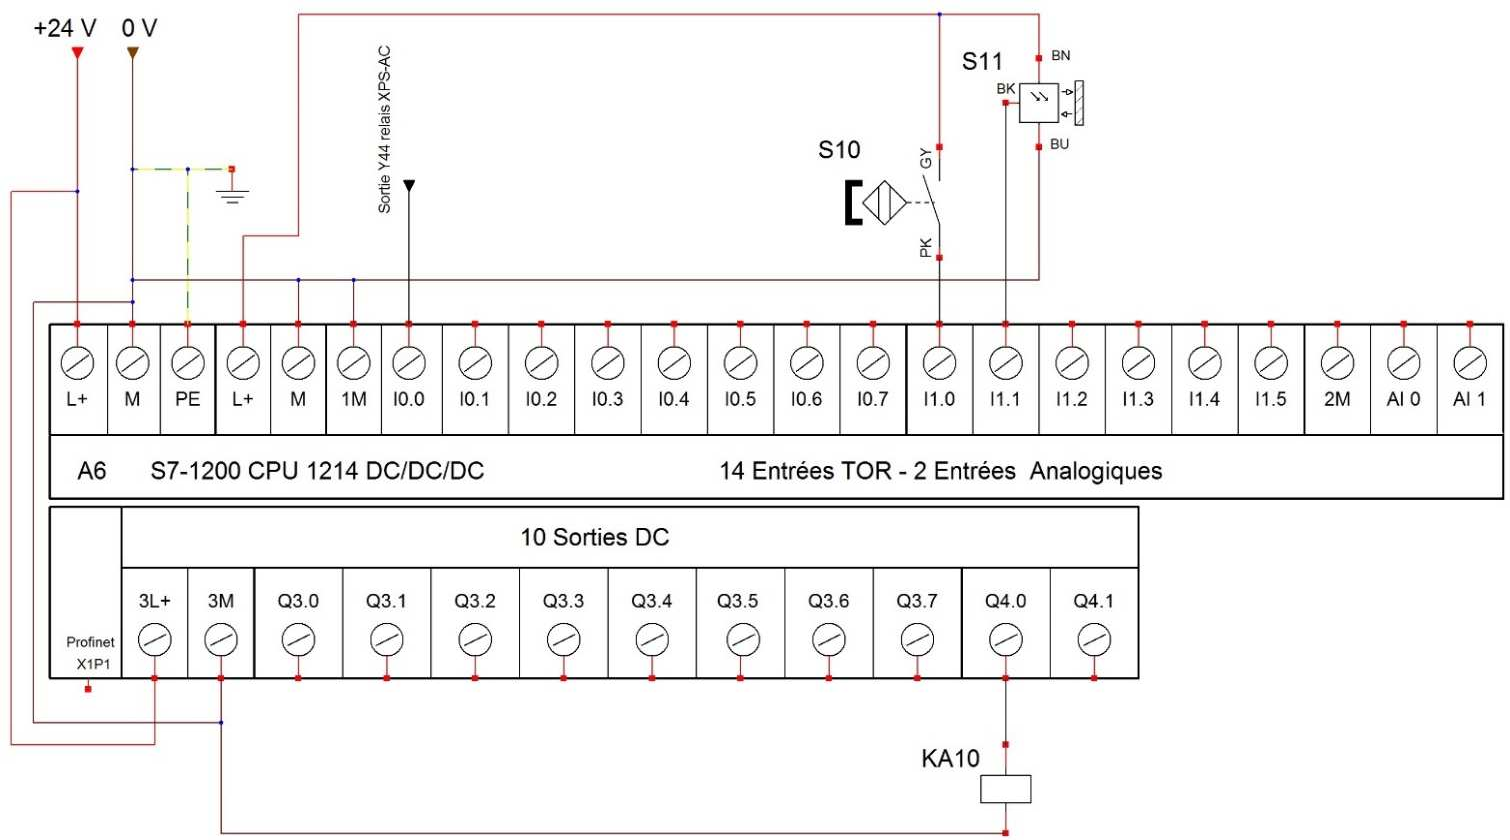 +24 V 0 V
Sortie Y44 relais XPS-AC
S11
BN
BK
BU
S10
GY
PK
L+ M PE L+ M 1M I0.0 I0.1 I0.2 I0.3 I0.4 I0.5 I0.6 I0.7 I1.0 I1.1 I1.2 I1.3 I1.4 I1.5 2M AI 0 AI 1
A6 S7-1200 CPU 1214 DC/DC/DC 14 Entrées TOR - 2 Entrées Analogiques
10 Sorties DC
3L+ 3M Q3.0 Q3.1 Q3.2 Q3.3 Q3.4 Q3.5 Q3.6 Q3.7 Q4.0 Q4.1
Profinet
X1P1
KA10